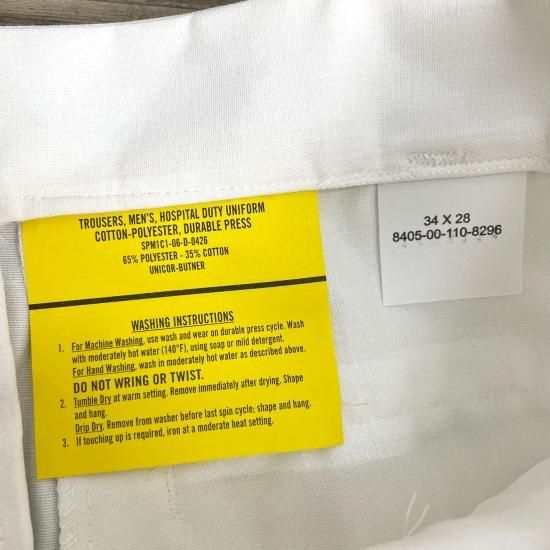 TROUSERS, MEN'S, HOSPITAL DUTY UNIFORM
COTTON-POLYESTER, DURABLE PRESS
SPM1C1-06-D-0426
65% POLYESTER - 35% COTTON
UNICOR-BUTNER
WASHING INSTRUCTIONS
1. For Machine Washing, use wash and wear on durable press cycle. Wash
with moderately hot water (140°F), using soap or mild detergent.
For Hand Washing, wash in moderately hot water as described above.
DO NOT WRING OR TWIST.
2. Tumble Dry at warm setting. Remove immediately after drying. Shape
and hang.
Drip Dry. Remove from washer before last spin cycle; shape and hang.
3. If touching up is required, iron at a moderate heat setting.
34 X 28
8405-00-110-8296